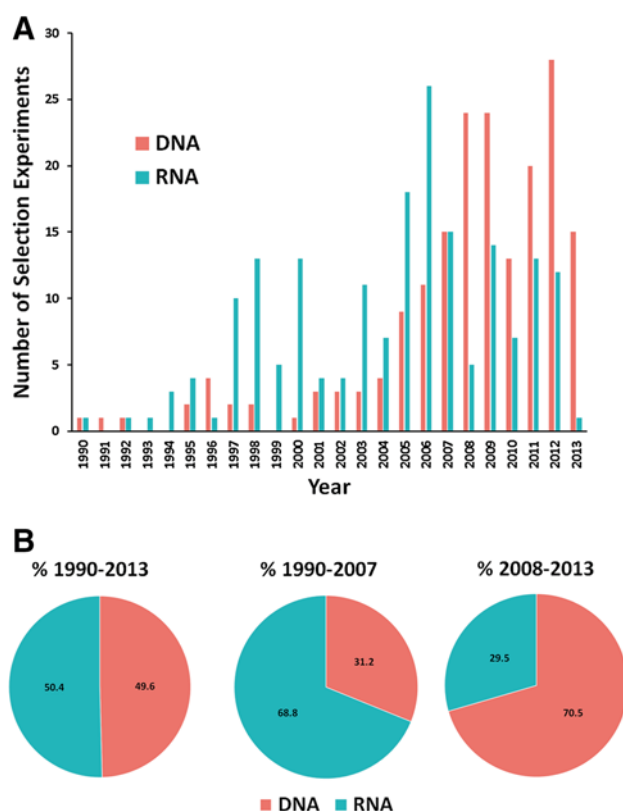 A
30
25
20
15
10
5
0
Number of Selection Experiments
DNA
RNA
1990 1991 1992 1993 1994 1995 1996 1997 1998 1999 2000 2001 2002 2003 2004 2005 2006 2007 2008 2009 2010 2011 2012 2013
Year
B
% 1990-2013 % 1990-2007 % 2008-2013
50.4 49.6
68.8 31.2
29.5 70.5
DNA RNA